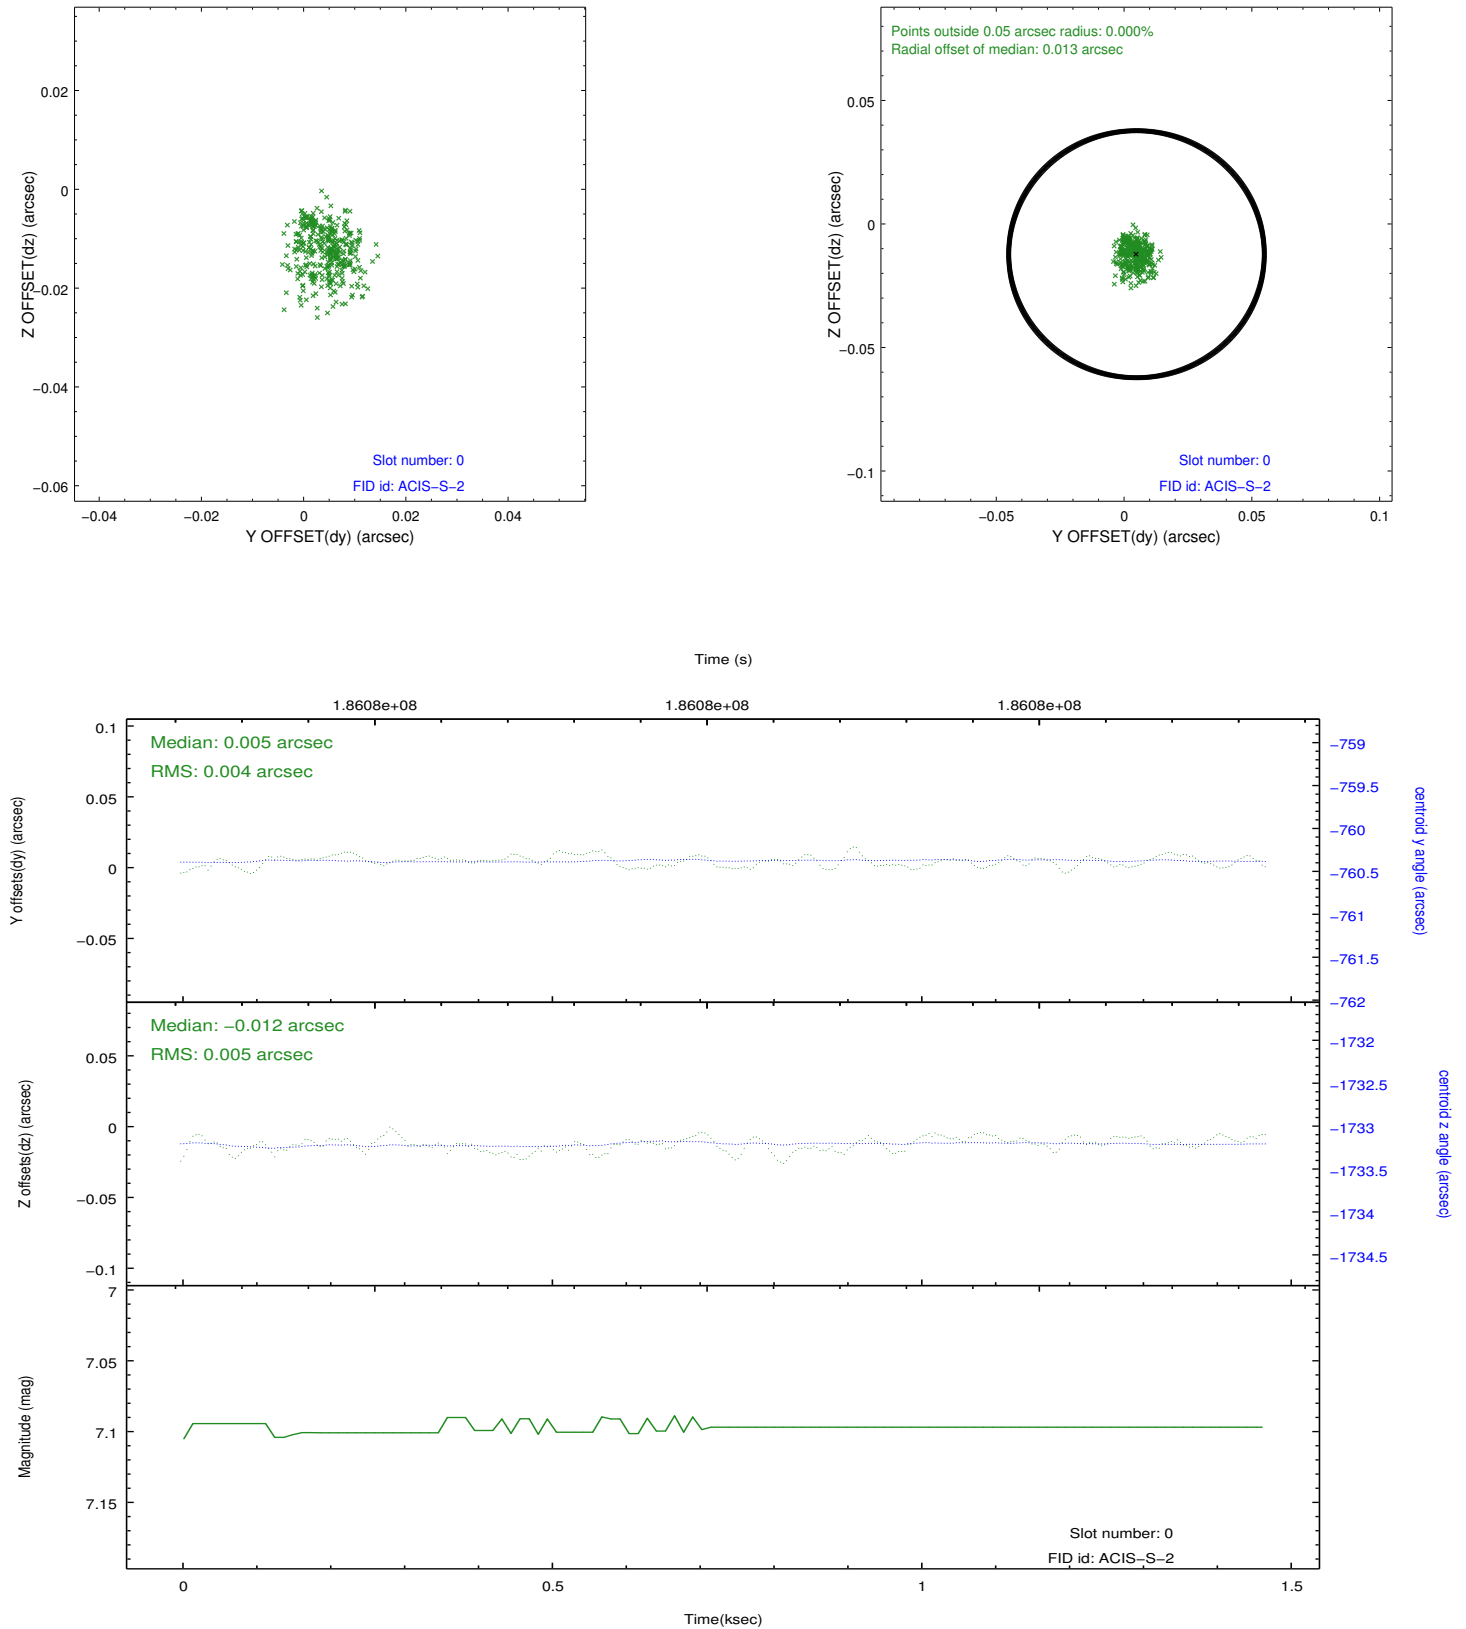 0.02
0
−0.02
−0.04
−0.06
Z OFFSET(dz) (arcsec)
Slot number: 0
FID id: ACIS−S−2
−0.04
−0.02
0
0.02
0.04
Y OFFSET(dy) (arcsec)
Points outside 0.05 arcsec radius: 0.000%
Radial offset of median: 0.013 arcsec
0.05
0
−0.05
−0.1
Z OFFSET(dz) (arcsec)
Slot number: 0
FID id: ACIS−S−2
−0.05
0
0.05
0.1
Y OFFSET(dy) (arcsec)
Time (s)
1.8608e+08
1.8608e+08
1.8608e+08
Median: 0.005 arcsec
RMS: 0.004 arcsec
0.1
0.05
0
−0.05
Y offsets(dy) (arcsec)
−759
−759.5
−760
−760.5
−761
−761.5
−762
centroid y angle (arcsec)
Median: −0.012 arcsec
RMS: 0.005 arcsec
0.05
0
−0.05
−0.1
Z offsets(dz) (arcsec)
−1732
−1732.5
−1733
−1733.5
−1734
−1734.5
centroid z angle (arcsec)
7
7.05
7.1
7.15
Magnitude (mag)
Slot number: 0
FID id: ACIS−S−2
0
0.5
1
1.5
Time(ksec)